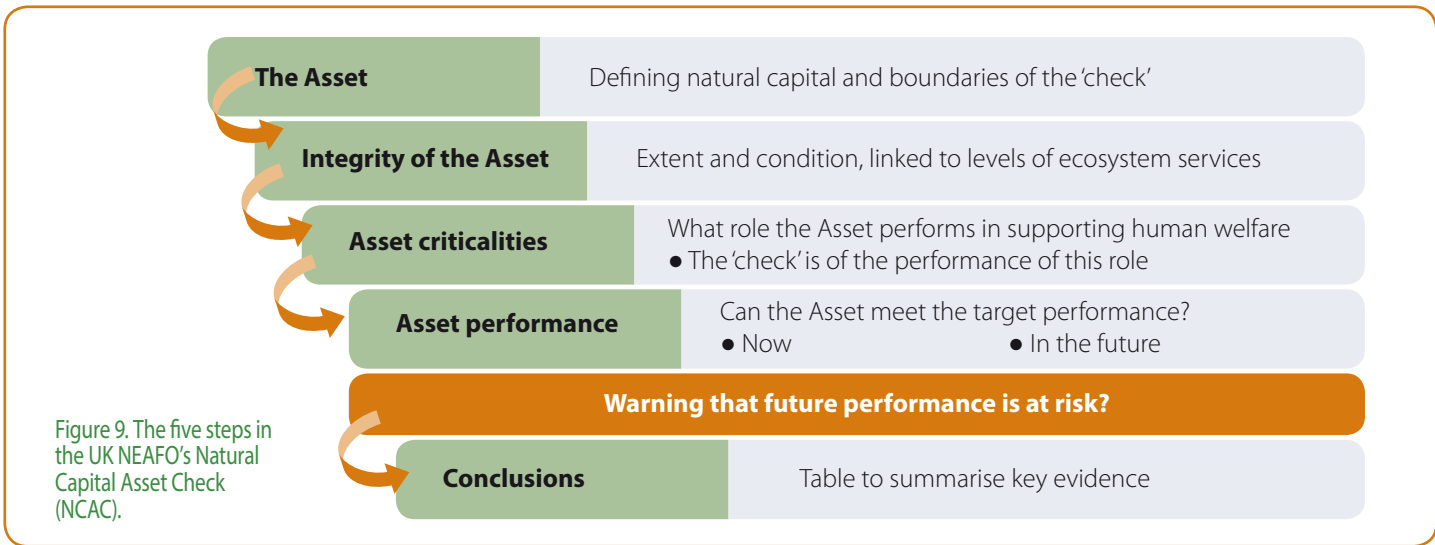 The Asset
Defining natural capital and boundaries of the ‘check’
Integrity of the Asset
Extent and condition, linked to levels of ecosystem services
Asset criticalities
What role the Asset performs in supporting human welfare
● The ‘check’ is of the performance of this role
Asset performance
Can the Asset meet the target performance?
● Now ● In the future
Warning that future performance is at risk?
Conclusions
Table to summarise key evidence
Figure 9. The five steps in
the UK NEAFO’s Natural
Capital Asset Check
(NCAC).